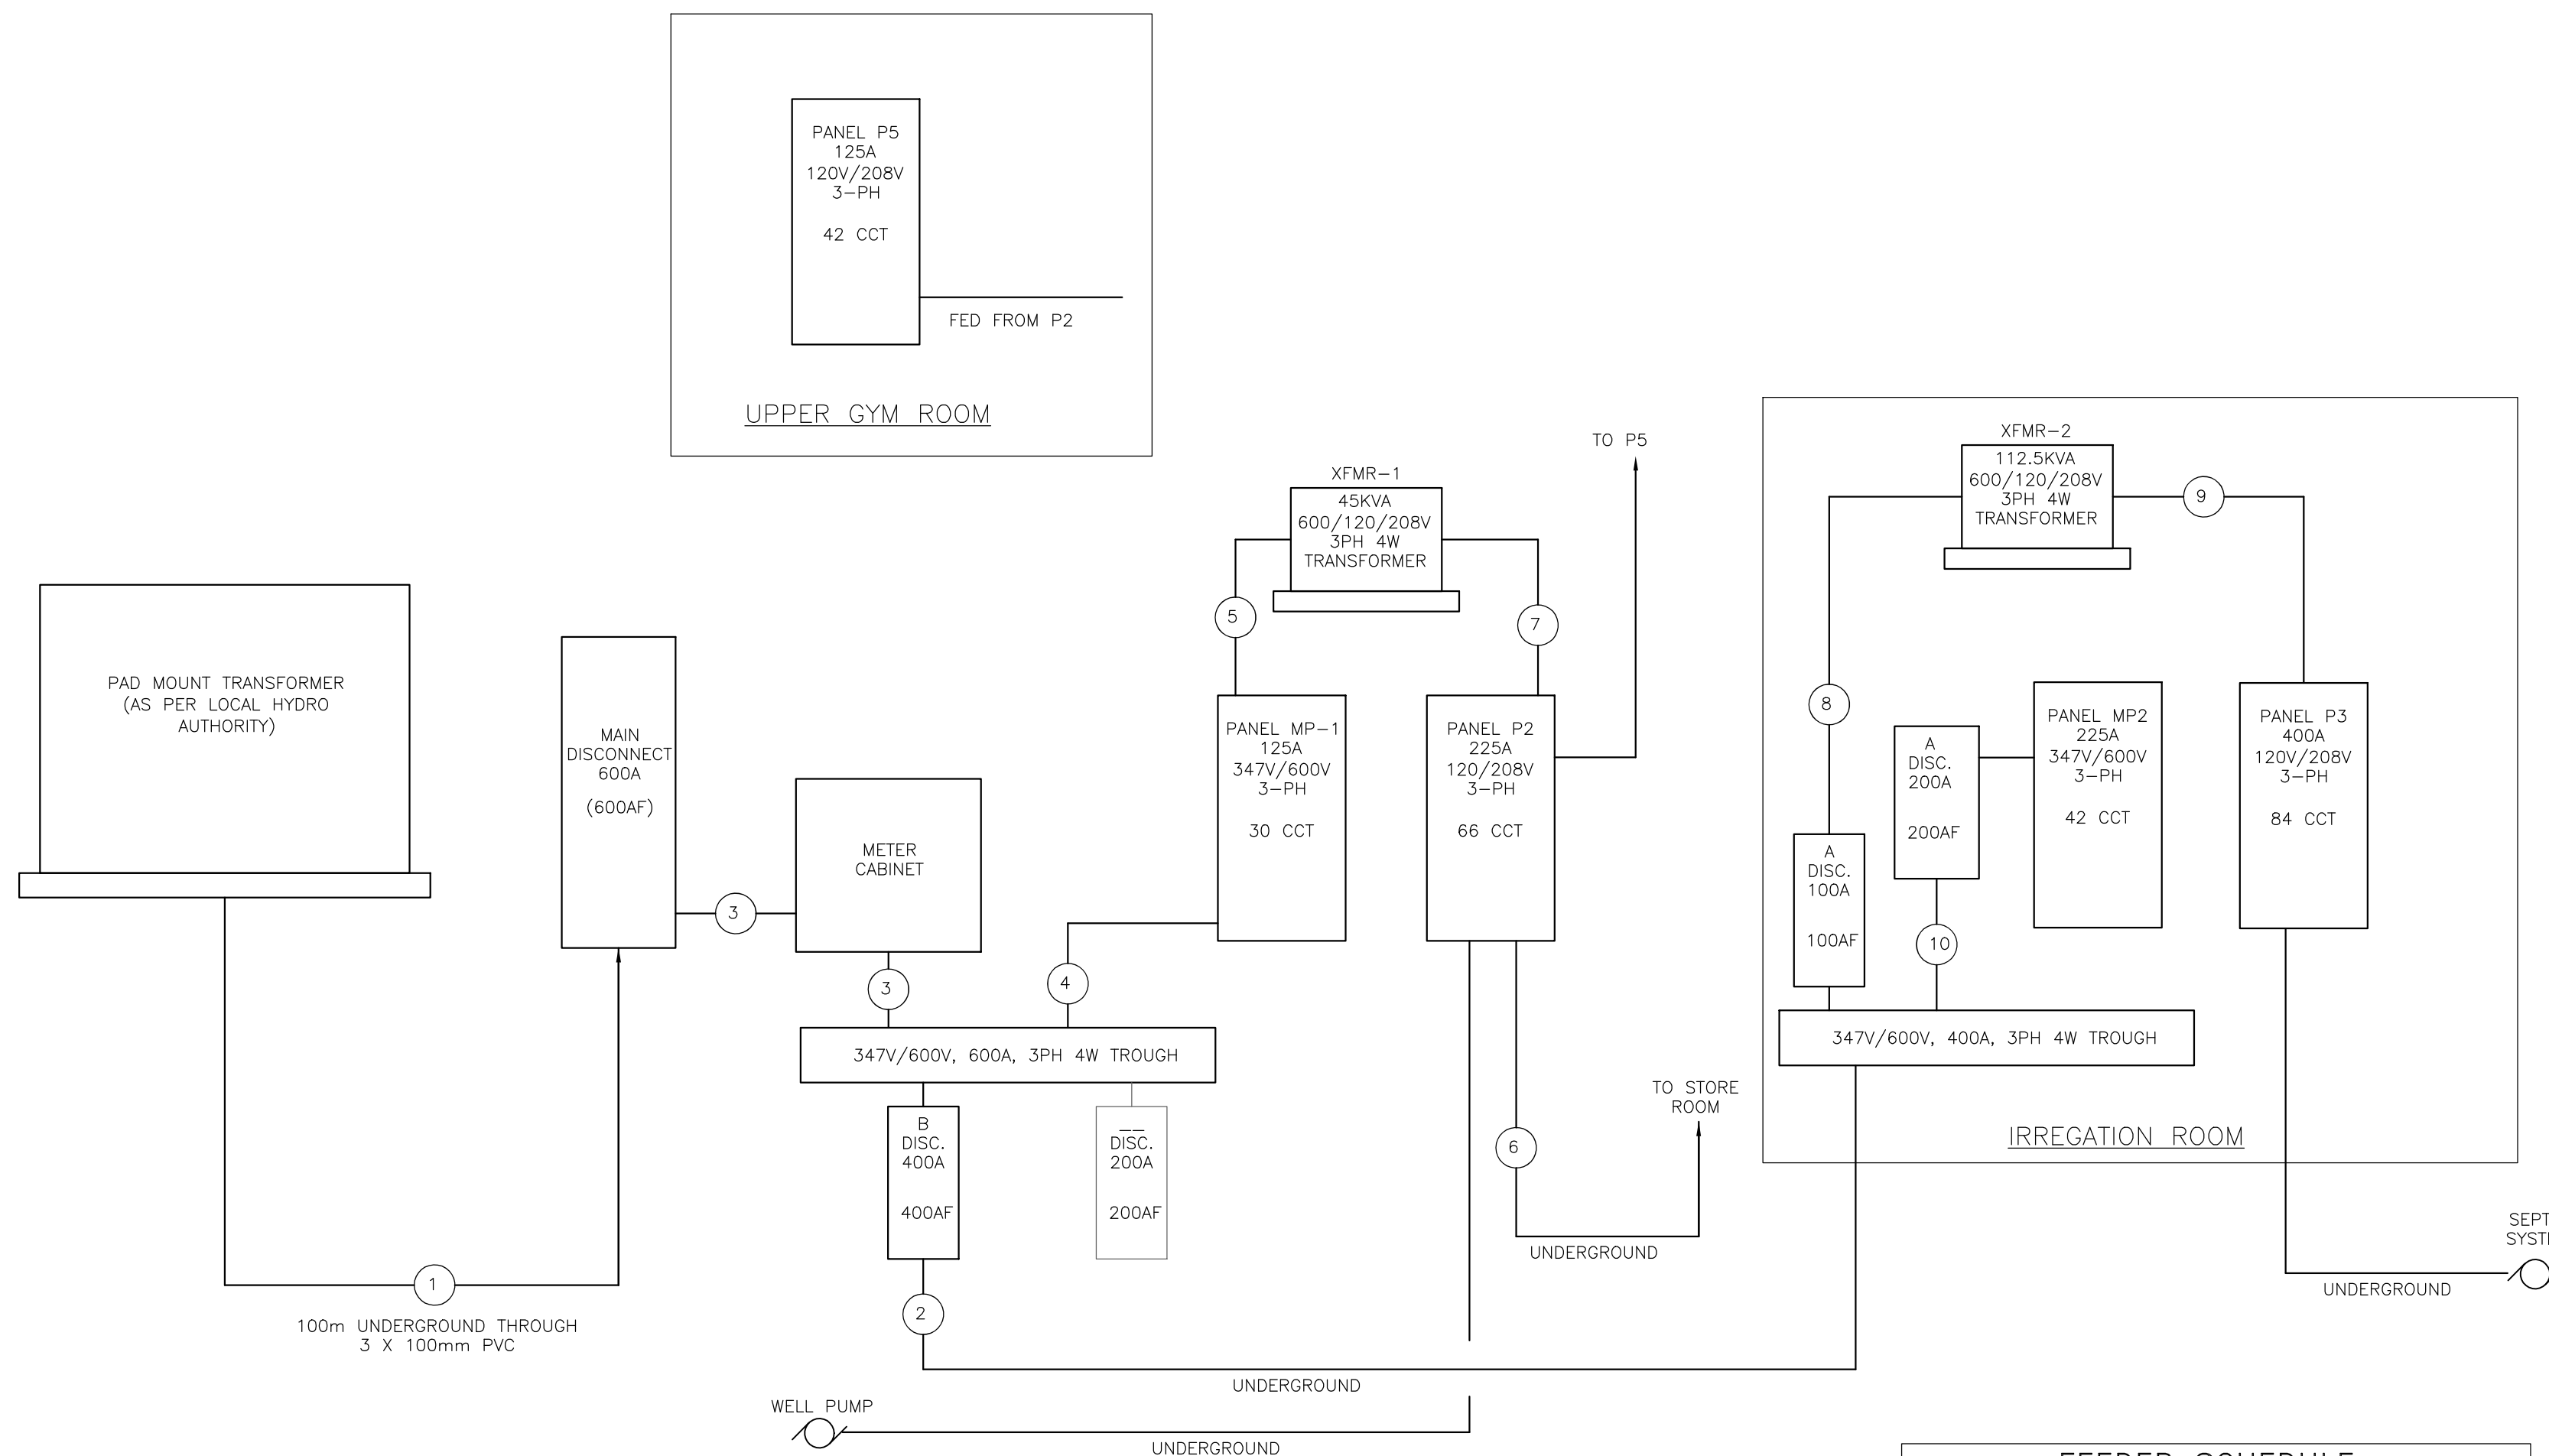 PANEL P5
125A
120V/208V
3-PH
42 CCT
FED FROM P2
UPPER GYM ROOM
TO P5
XFMR-1
45KVA
600/120/208V
3PH 4W
TRANSFORMER
XFMR-2
112.5KVA
600/120/208V
3PH 4W
TRANSFORMER
9
5
7
8
PAD MOUNT TRANSFORMER
(AS PER LOCAL HYDRO
AUTHORITY)
MAIN
DISCONNECT
600A
(600AF)
3
METER
CABINET
3
4
PANEL MP-1
125A
347V/600V
3-PH
30 CCT
PANEL P2
225A
120/208V
3-PH
66 CCT
A
DISC.
100A
100AF
A
DISC.
200A
200AF
10
PANEL MP2
225A
347V/600V
3-PH
42 CCT
PANEL P3
400A
120V/208V
3-PH
84 CCT
347V/600V, 600A, 3PH 4W TROUGH
347V/600V, 400A, 3PH 4W TROUGH
B
DISC.
400A
400AF
__
DISC.
200A
200AF
TO STORE
ROOM
6
UNDERGROUND
IRREGATION ROOM
SEPT
SYST
UNDERGROUND
1
100m UNDERGROUND THROUGH
3 X 100mm PVC
2
UNDERGROUND
WELL PUMP
UNDERGROUND
FEEDER SCHEDULE